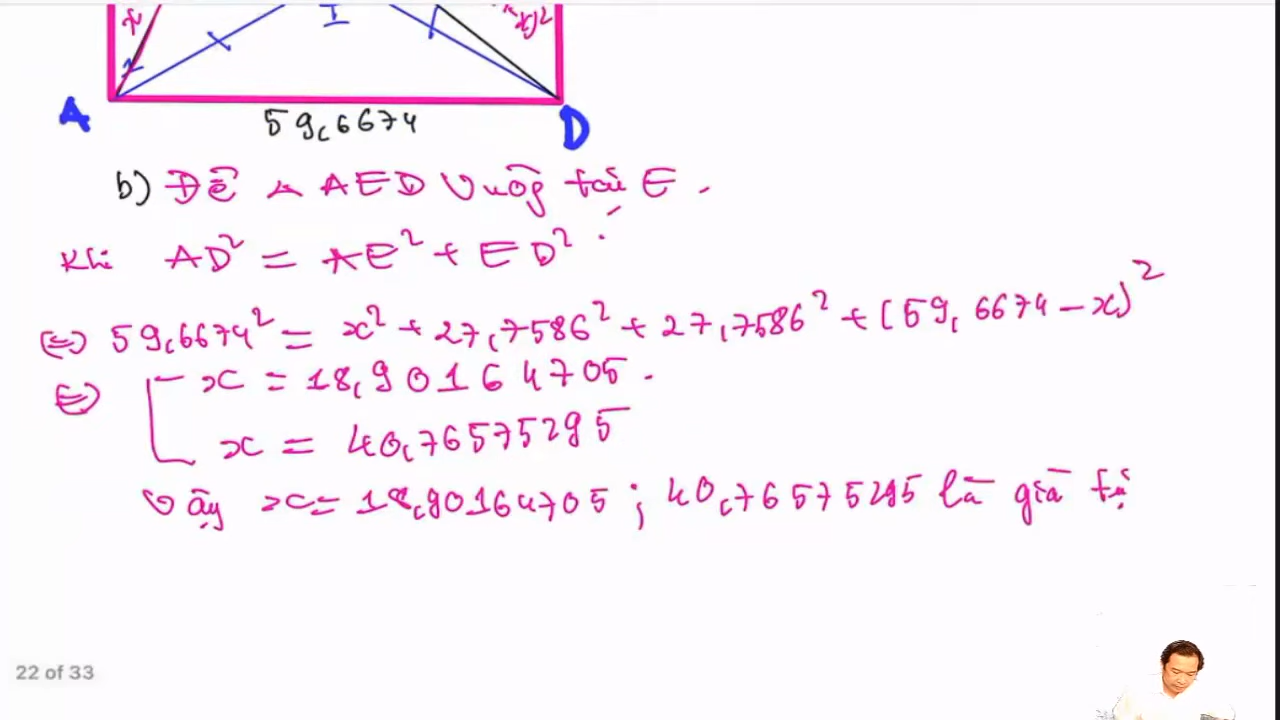 x
I
x)²
A
59,6674
D
b) Để △ AED vuông tại E.
Khi AD² = AE² + ED²
(=) 59,6674² = x² + 27,7586² + 27,7586² + (59,6674 - x)²
(=) [ x = 18,90164705.
x = 40,76575295
Vậy x = 18,90164705 ; 40,76575295 là giá trị
22 of 33